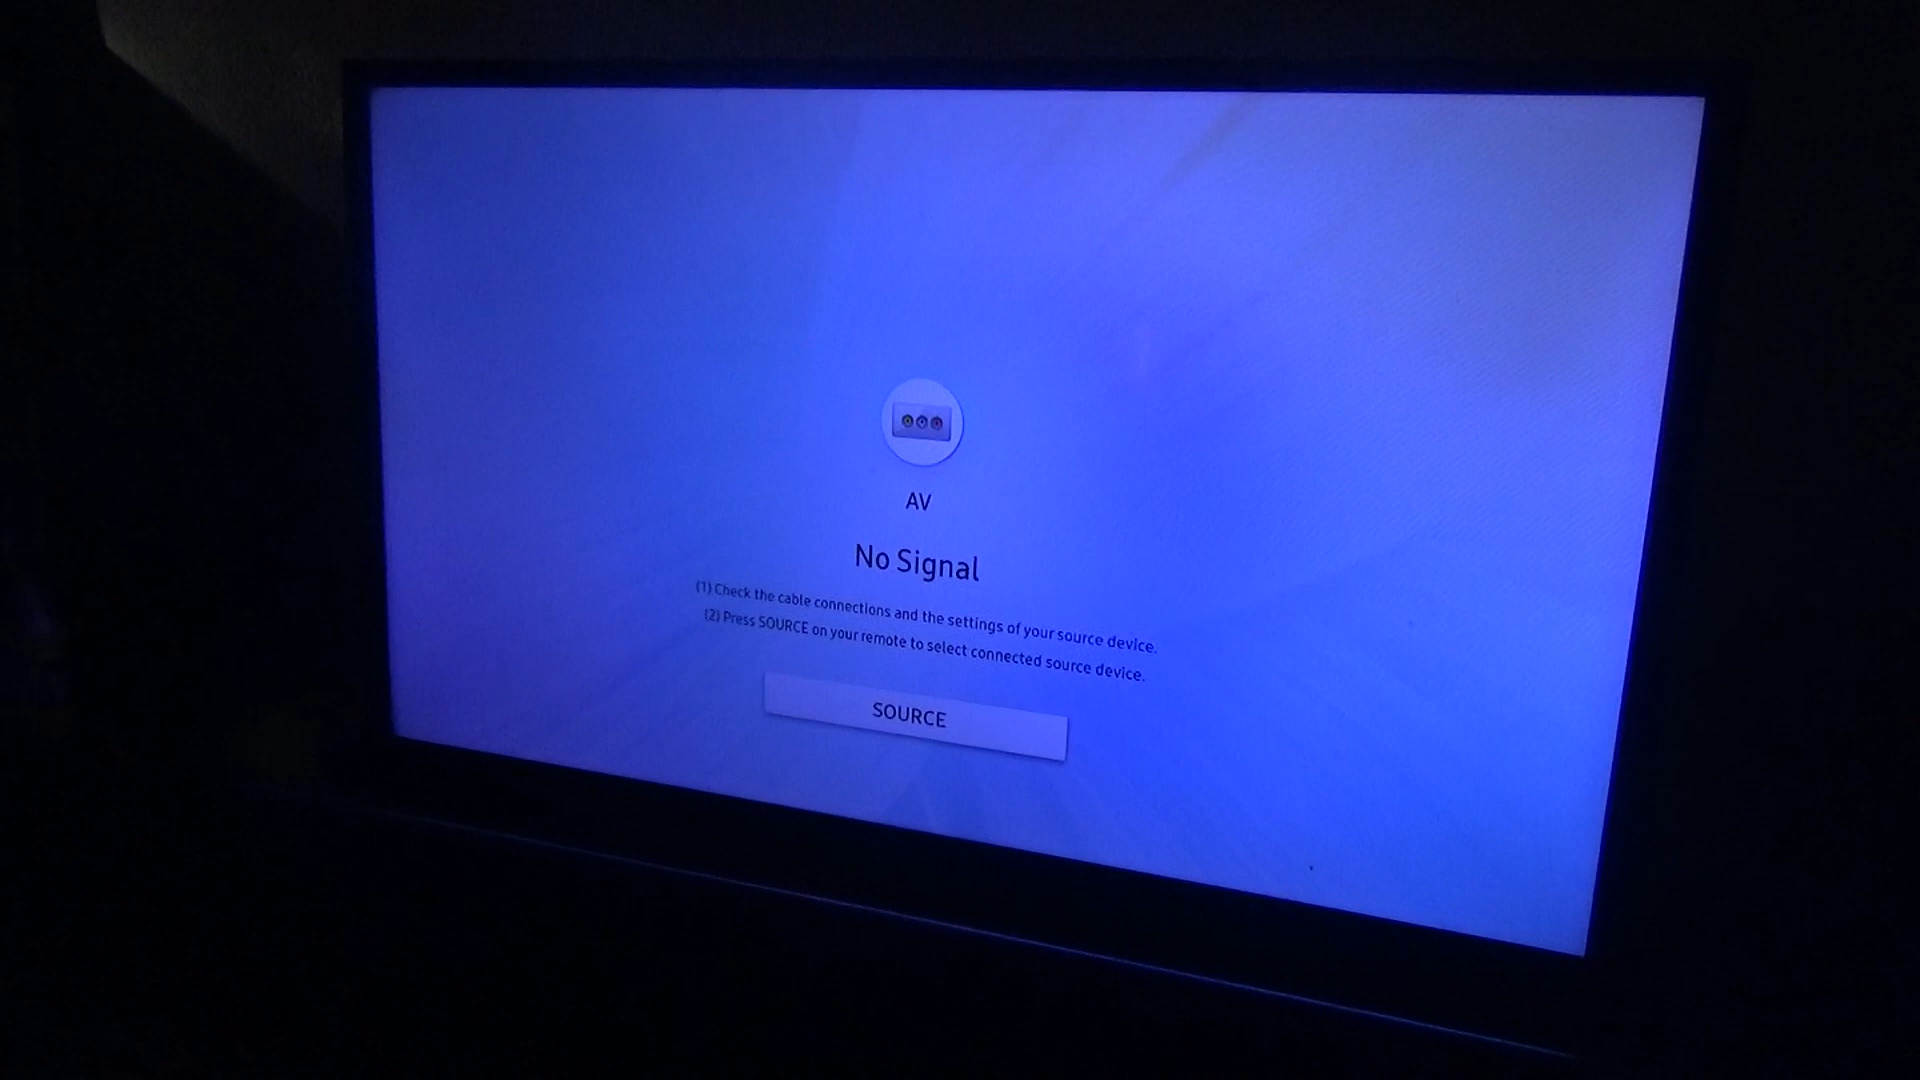 AV
No Signal
(1) Check the cable connections and the settings of your source device.
(2) Press SOURCE on your remote to select connected source device.
SOURCE